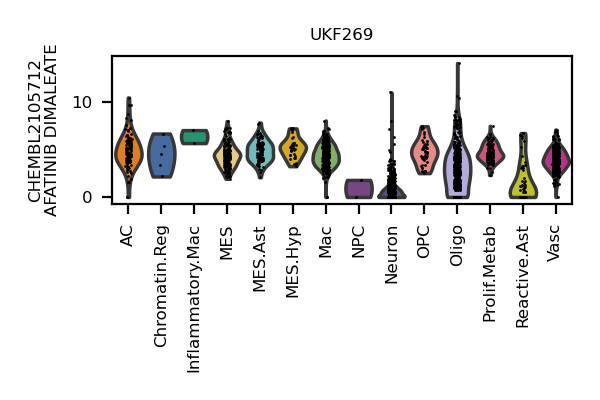 UKF269
CHEMBL2105712
AFATINIB DIMALEATE
10
0
AC
Chromatin.Reg
Inflammatory.Mac
MES
MES.Ast
MES.Hyp
Mac
NPC
Neuron
OPC
Oligo
Prolif.Metab
Reactive.Ast
Vasc